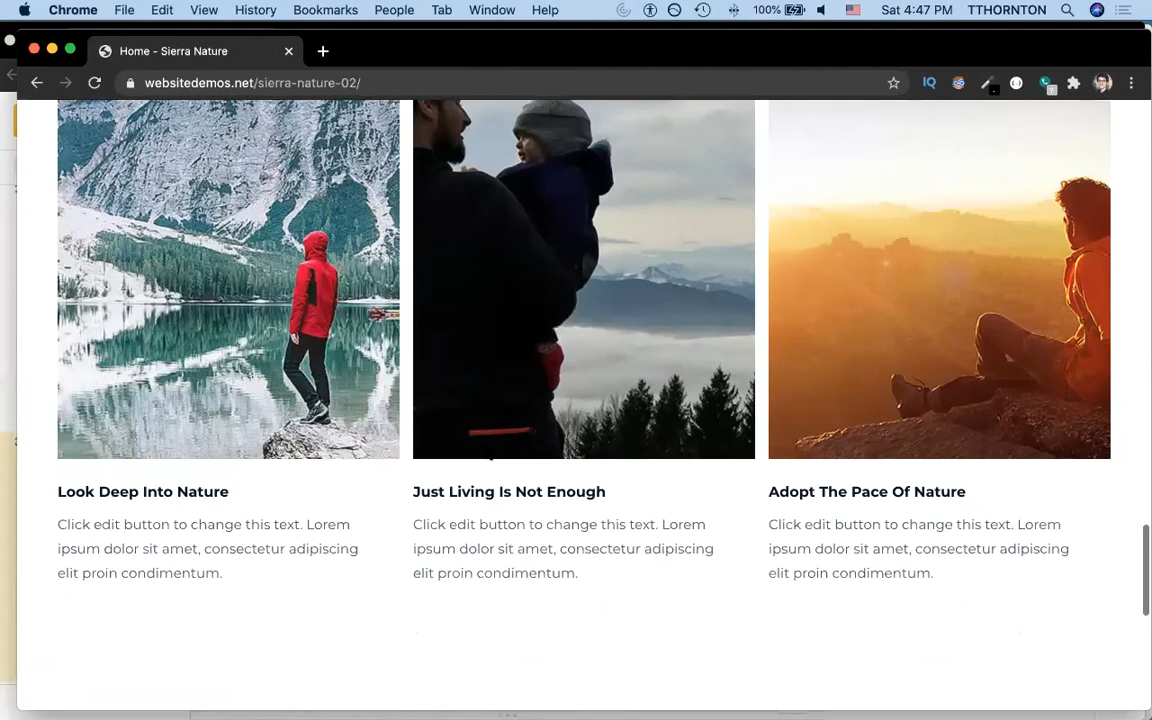 Chrome File Edit View History Bookmarks People Tab Window Help 100% Sat 4:47 PM TTHORNTON
Home - Sierra Nature
websitedemos.net/sierra-nature-02/
IQ
Look Deep Into Nature
Click edit button to change this text. Lorem
ipsum dolor sit amet, consectetur adipiscing
elit proin condimentum.
Just Living Is Not Enough
Click edit button to change this text. Lorem
ipsum dolor sit amet, consectetur adipiscing
elit proin condimentum.
Adopt The Pace Of Nature
Click edit button to change this text. Lorem
ipsum dolor sit amet, consectetur adipiscing
elit proin condimentum.